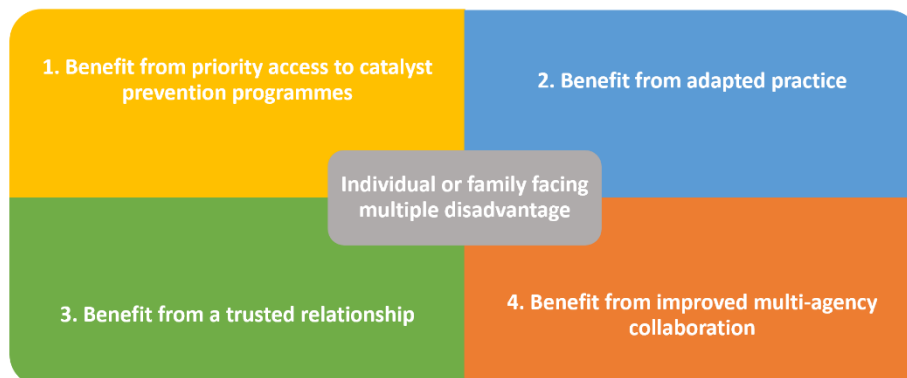 1. Benefit from priority access to catalyst
prevention programmes
2. Benefit from adapted practice
Individual or family facing
multiple disadvantage
3. Benefit from a trusted relationship
4. Benefit from improved multi-agency
collaboration